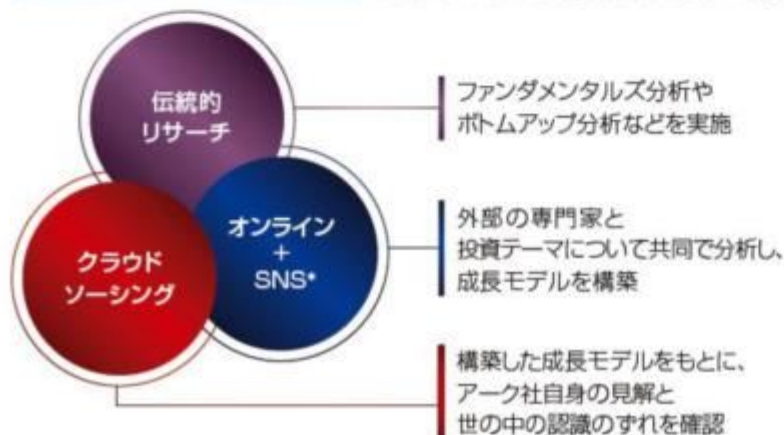 伝統的
リサーチ
ファンダメンタルズ分析や
ボトムアップ分析などを実施
オンライン
+
SNS*
外部の専門家と
投資テーマについて共同で分析し、
成長モデルを構築
クラウド
ソーシング
構築した成長モデルをもとに、
アーク社自身の見解と
世の中の認識のずれを確認